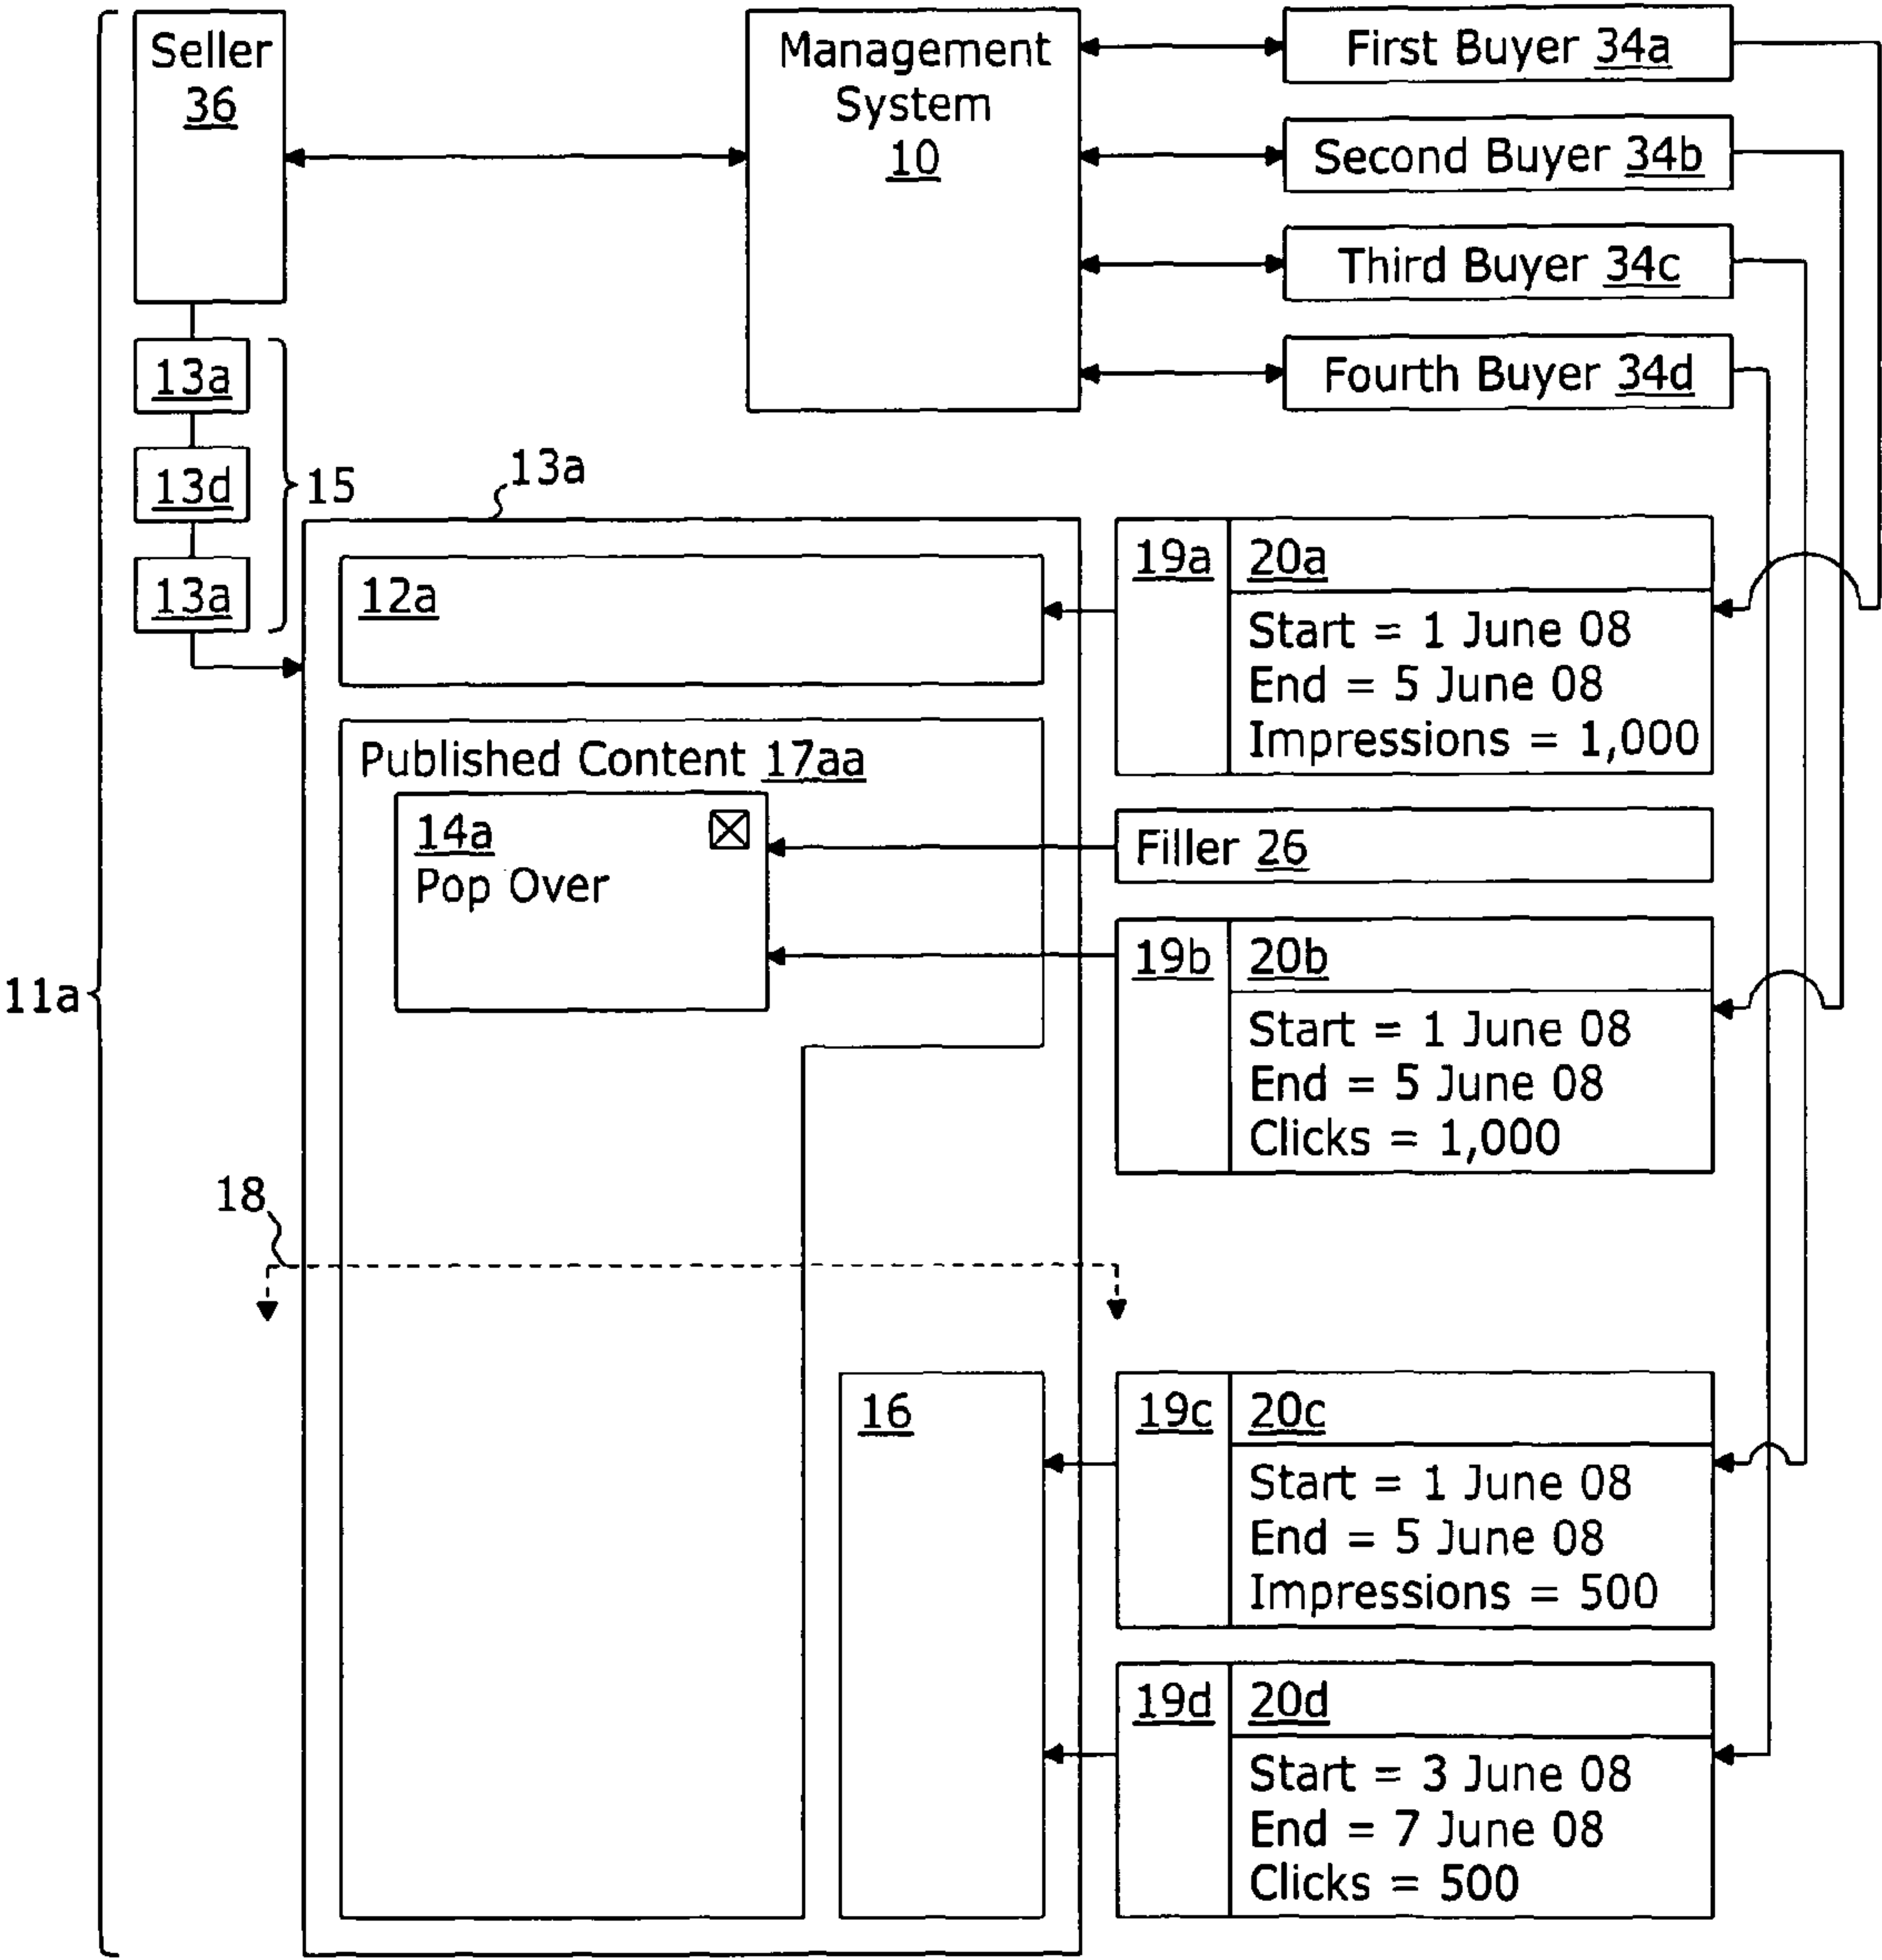 Seller
36
Management
System
10
First Buyer 34a
Second Buyer 34b
Third Buyer 34c
Fourth Buyer 34d
13a
13d
13a
15
11a
13a
12a
Published Content 17aa
14a
Pop Over
18
16
19a
20a
Start = 1 June 08
End = 5 June 08
Impressions = 1,000
Filler 26
19b
20b
Start = 1 June 08
End = 5 June 08
Clicks = 1,000
19c
20c
Start = 1 June 08
End = 5 June 08
Impressions = 500
19d
20d
Start = 3 June 08
End = 7 June 08
Clicks = 500